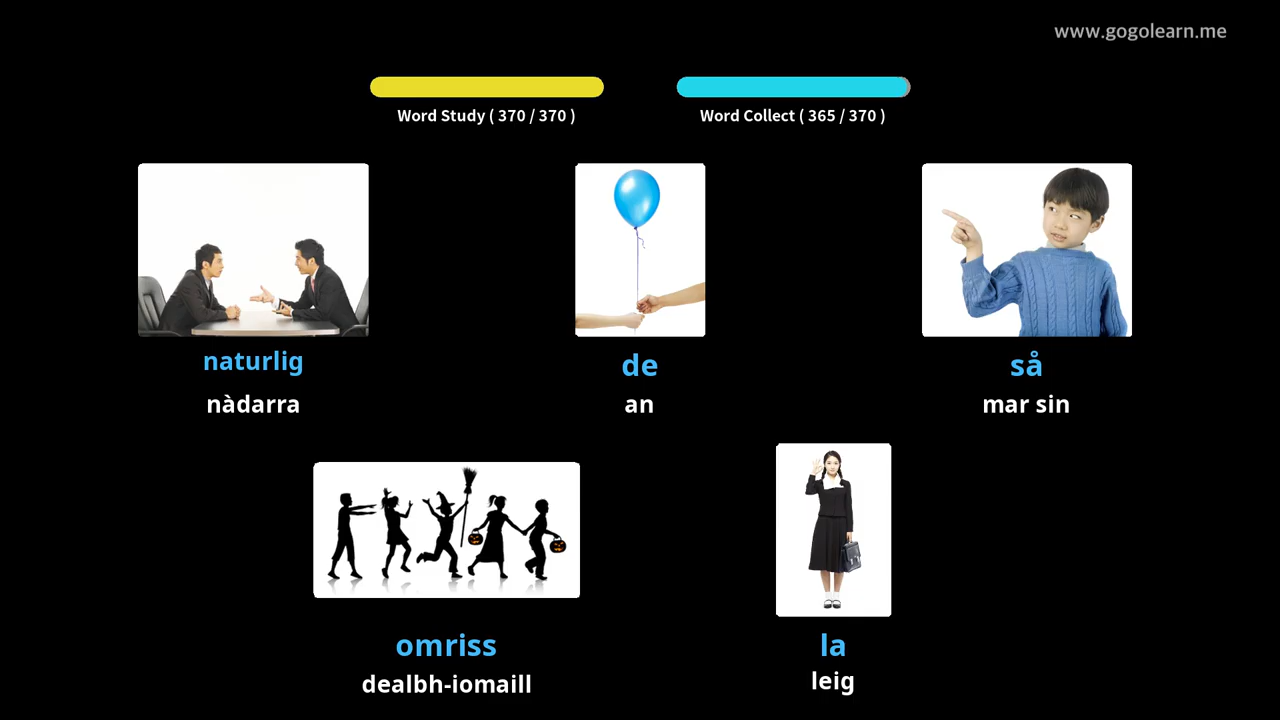 www.gogolearn.me
Word Study ( 370 / 370 )
Word Collect ( 365 / 370 )
naturlig
nàdarra
de
an
så
mar sin
omriss
dealbh-iomaill
la
leig